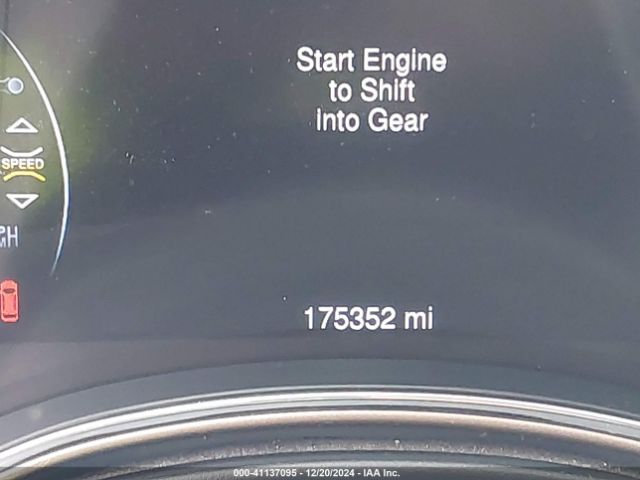 Start Engine
to Shift
into Gear
SPEED
175352 mi
000-41137095 - 12/20/2024 - IAA Inc.